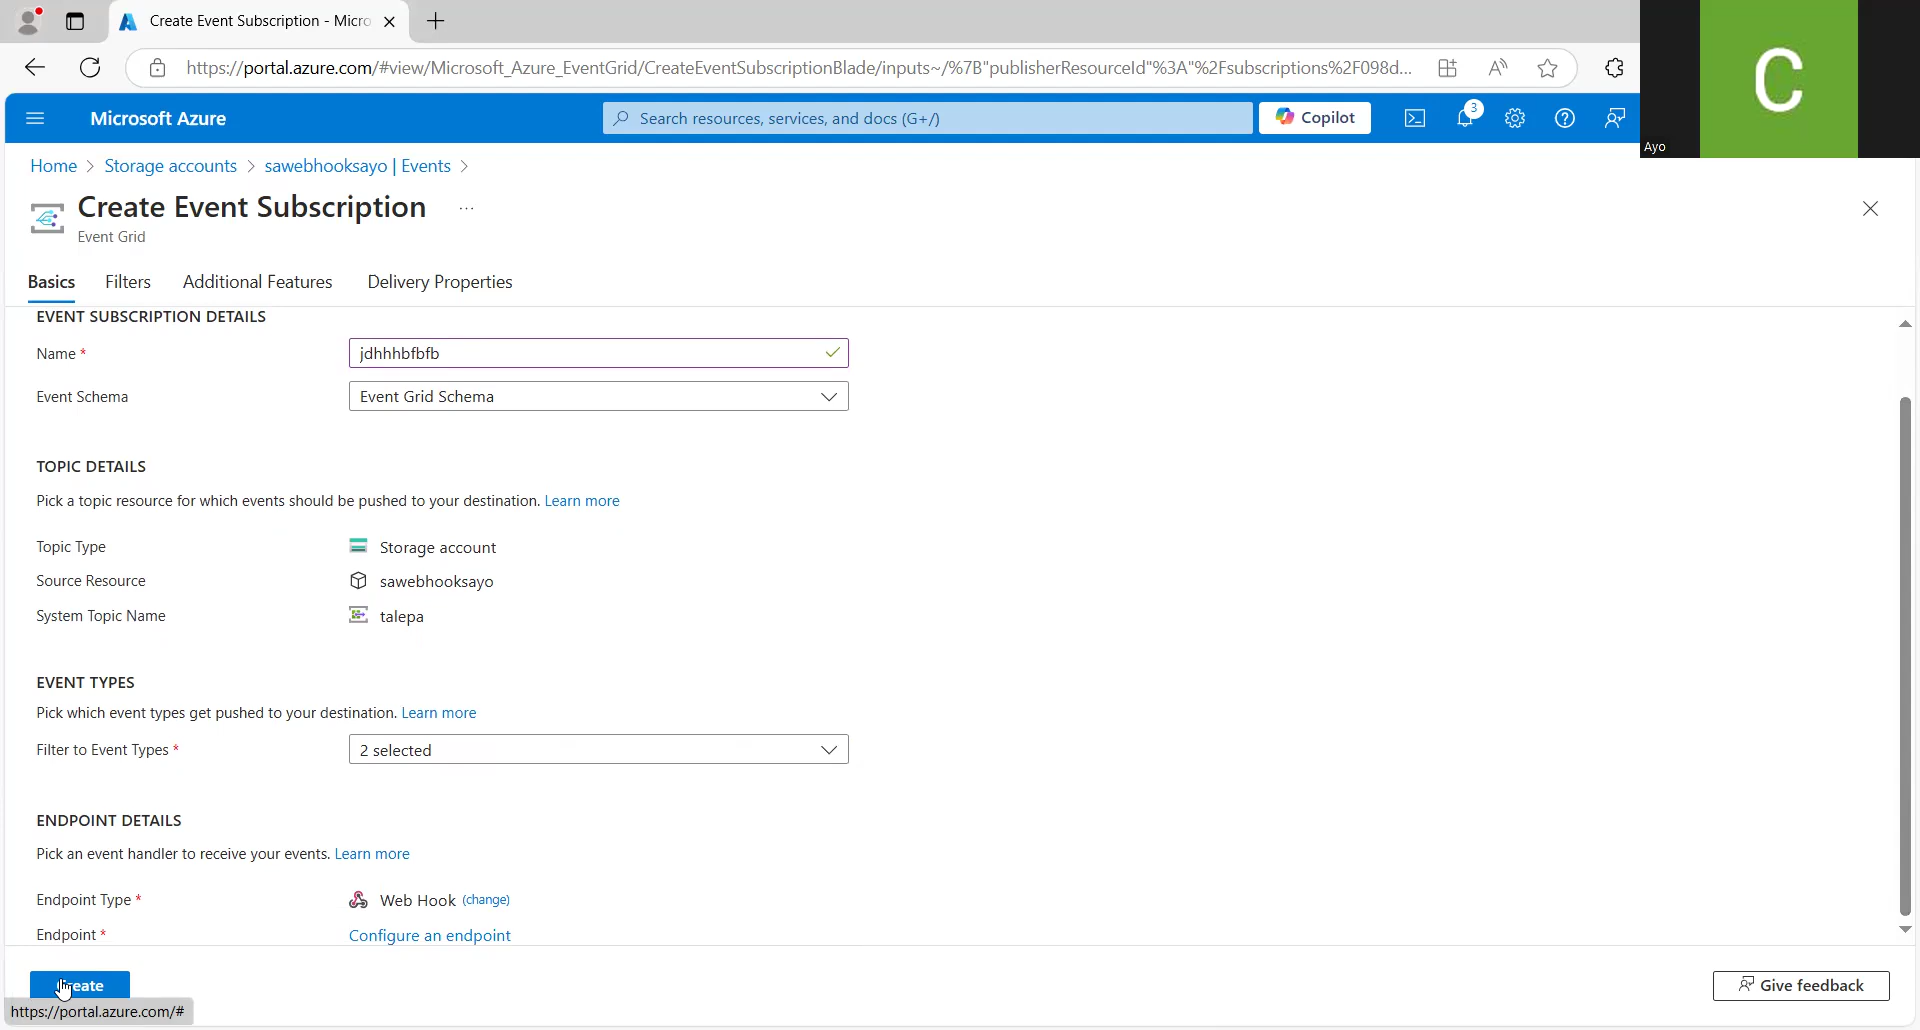 Create Event Subscription - Micro
https://portal.azure.com/#view/Microsoft_Azure_EventGrid/CreateEventSubscriptionBlade/inputs~/%7B"publisherResourceId"%3A"%2Fsubscriptions%2F098d...
Microsoft Azure
Search resources, services, and docs (G+/)
Copilot
3
C
Ayo
Home > Storage accounts > sawebhooksayo | Events >
Create Event Subscription ...
Event Grid
Basics Filters Additional Features Delivery Properties
EVENT SUBSCRIPTION DETAILS
Name * jdhhhbfbfb
Event Schema Event Grid Schema
TOPIC DETAILS
Pick a topic resource for which events should be pushed to your destination. Learn more
Topic Type Storage account
Source Resource sawebhooksayo
System Topic Name talepa
EVENT TYPES
Pick which event types get pushed to your destination. Learn more
Filter to Event Types * 2 selected
ENDPOINT DETAILS
Pick an event handler to receive your events. Learn more
Endpoint Type * Web Hook (change)
Endpoint * Configure an endpoint
Create
Give feedback
https://portal.azure.com/#